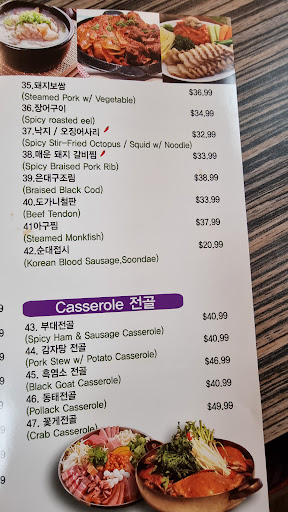 35,돼지보쌈 $36,99
(Steamed Pork w/ Vegetable)
36,장어구이 $34,99
(Spicy roasted eel)
37,낙지 / 오징어사리 $32,99
(Spicy Stir-Fried Octopus / Squid w/ Noodle)
38.매운 돼지 갈비찜 $33.99
(Spicy Braised Pork Rib)
39.은대구조림 $38.99
(Braised Black Cod)
40.도가니철판 $33.99
(Beef Tendon)
41아구찜 $37,99
(Steamed Monkfish)
42.순대접시 $20,99
(Korean Blood Sausage,Soondae)
Casserole 전골
43. 부대전골 $40,99
(Spicy Ham & Sausage Casserole)
44. 감자탕 전골 $46,99
(Pork Stew w/ Potato Casserole)
45. 흑염소 전골 $46.99
(Black Goat Casserole)
46. 동태전골 $40.99
(Pollack Casserole)
47. 꽃게전골 $49,99
(Crab Casserole)